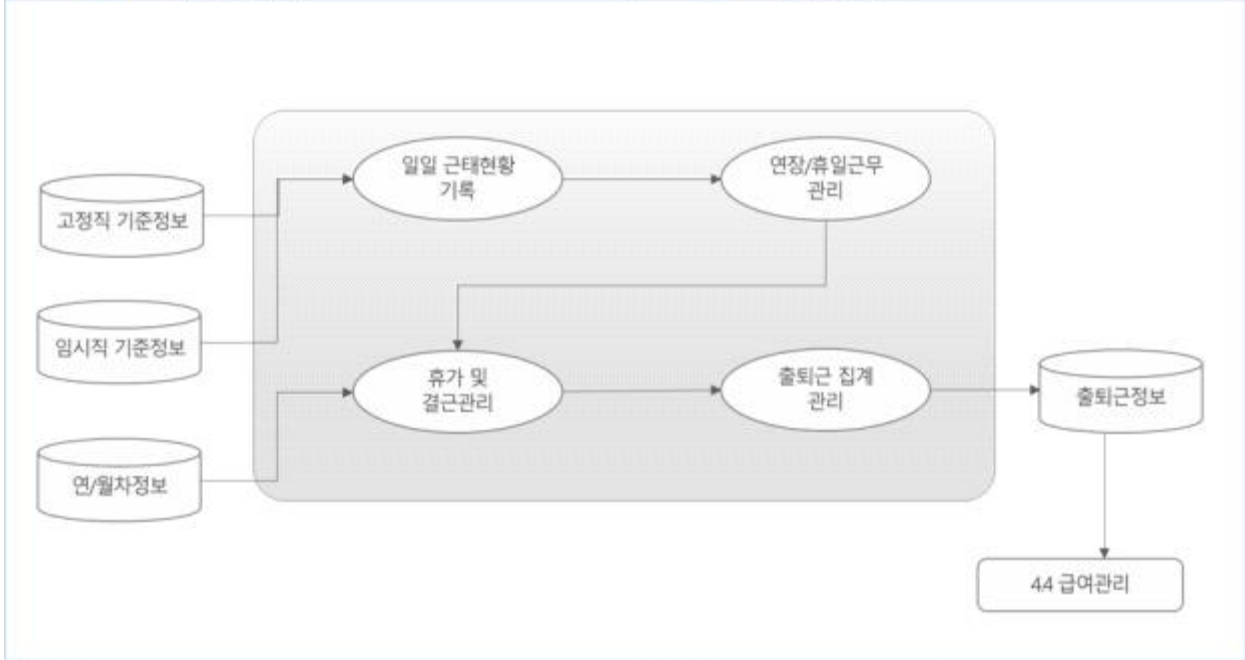 일일 근태현황
기록
연장/휴일근무
관리
고정직 기준정보
임시직 기준정보
휴가 및
결근관리
출퇴근 집계
관리
출퇴근정보
연/월차정보
4.4 급여관리